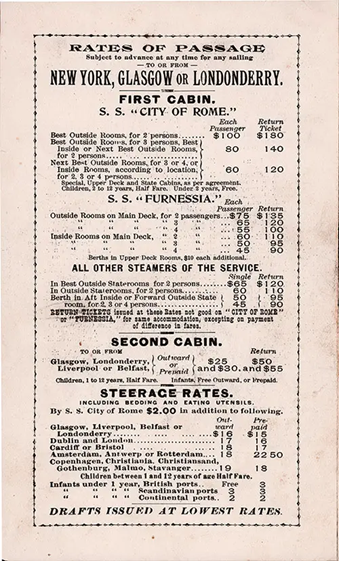 RATES OF PASSAGE
Subject to advance at any time for any sailing
—TO OR FROM—
NEW YORK, GLASGOW OR LONDONDERRY.
FIRST CABIN.
S. S. "CITY OF ROME."
Each Passenger Return Ticket
Best Outside Rooms, for 2 persons $100 $180
Best Outside Rooms, for 3 persons, Best
Inside or Next Best Outside Rooms, 80 140
for 2 persons
Next Best Outside Rooms, for 3 or 4, or
Inside Rooms, according to location, 60 120
for 2, 3 or 4 persons
Special, Upper Deck and State Cabins, as per agreement.
Children, 2 to 12 years, Half Fare. Under 2 years, Free.
S. S. "FURNESSIA."
Each Passenger Return Ticket
Outside Rooms on Main Deck, for 2 passengers...$75 $135
" " " " 3 " ... 65 120
" " " " 4 " ... 55 100
Inside Rooms on Main Deck, " 2 " ... 60 110
" " " " 3 " ... 50 95
" " " " 4 " ... 45 90
Berths in Upper Deck Rooms, $10 each additional.
ALL OTHER STEAMERS OF THE SERVICE.
Single Return
In Best Outside Staterooms for 2 persons $65 $120
In Outside Staterooms, for 2 persons 60 110
Berth in Aft Inside or Forward Outside State 50 95
room, for 2, 3 or 4 persons 45 90
RETURN TICKETS issued at these Rates not good on "CITY OF ROME"
or "FURNESSIA," for same accommodation, excepting on payment
of difference in fares.
SECOND CABIN.
TO OR FROM Return
Glasgow, Londonderry, Outward $25 $50
Liverpool or Belfast, or Prepaid and $30. and $55
Children, 1 to 12 years, Half Fare. Infants, Free Outward, or Prepaid.
STEERAGE RATES.
INCLUDING BEDDING AND EATING UTENSILS.
By S. S. City of Rome $2.00 in addition to following.
Outward Prepaid
Glasgow, Liverpool, Belfast or
Londonderry $16 $15
Dublin and London 17 16
Cardiff or Bristol 18 17
Amsterdam, Antwerp or Rotterdam 18 22 50
Copenhagen, Christiania, Christiansand,
Gothenburg, Malmo, Stavanger 19 18
Children between 1 and 12 years of age Half Fare.
Infants under 1 year, British ports.. Free 3
" " " " Scandinavian ports 3 3
" " " " Continental ports.. 2 2
DRAFTS ISSUED AT LOWEST RATES.